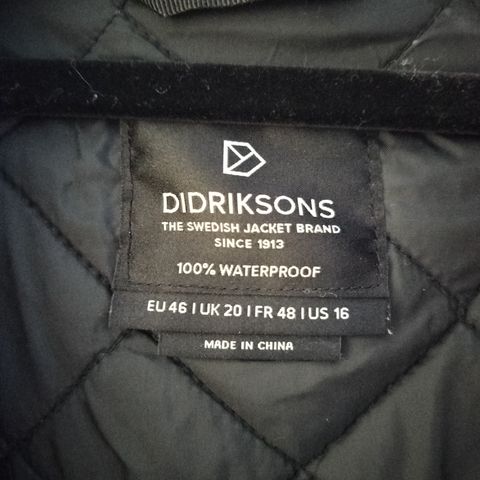 DIDRIKSONS
THE SWEDISH JACKET BRAND
SINCE 1913
100% WATERPROOF
EU 46 | UK 20 | FR 48 | US 16
MADE IN CHINA